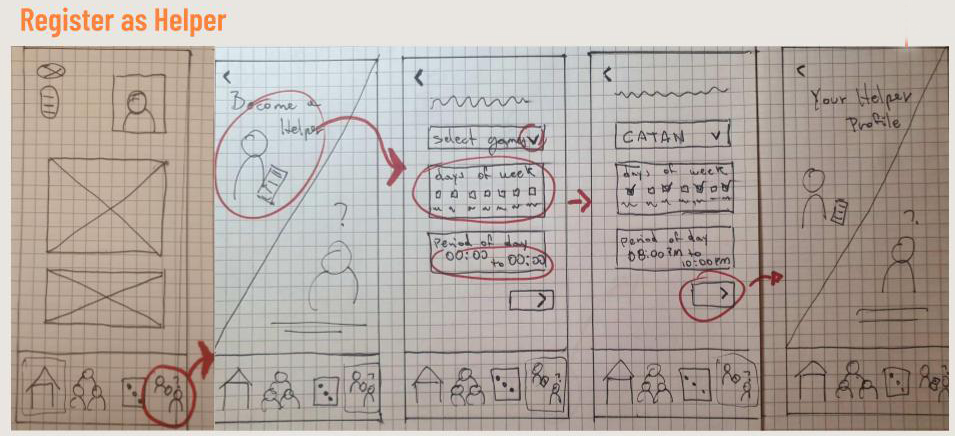 Register as Helper
Become a
Helper
?
select game
days of week
Period of day
00:00
to 00:00
CATAN
days of week
Period of day
08:00pm to
10:00pm
Your Helper
Profile
?